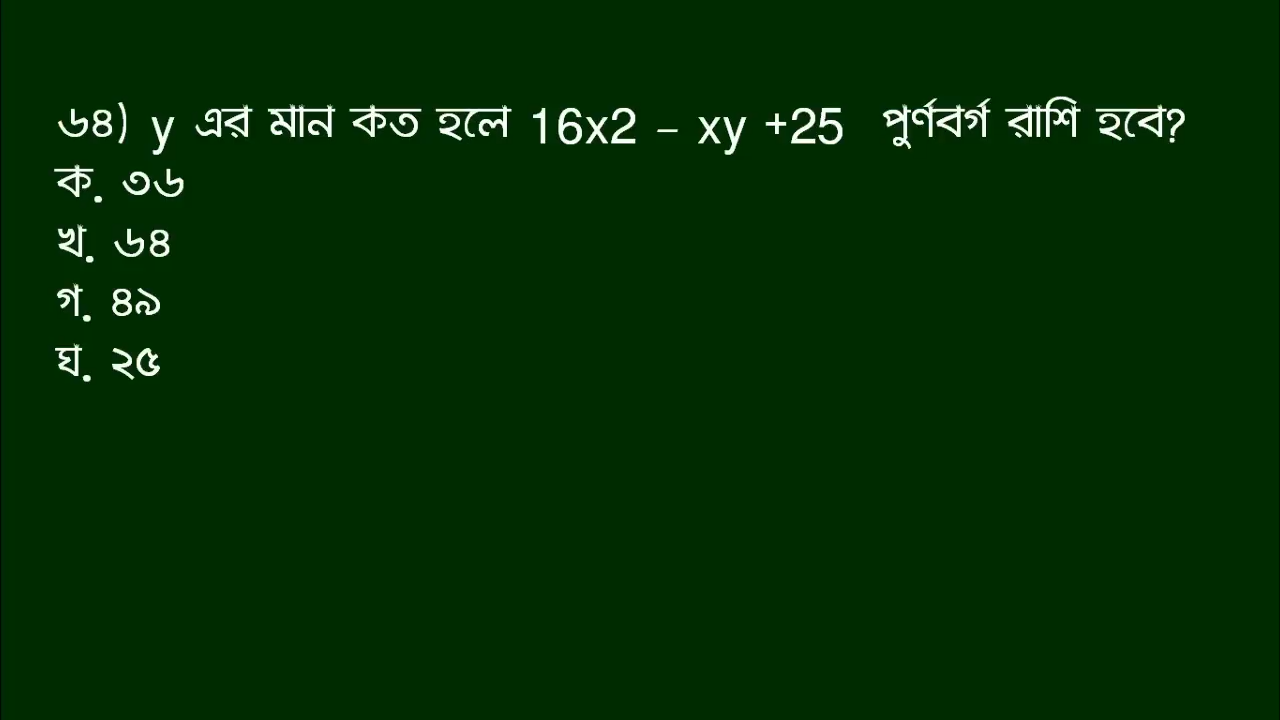 ৬৪) y এর মান কত হলে 16x2 – xy +25 পুর্ণবর্গ রাশি হবে?
ক. ৩৬
খ. ৬৪
গ. ৪৯
ঘ. ২৫